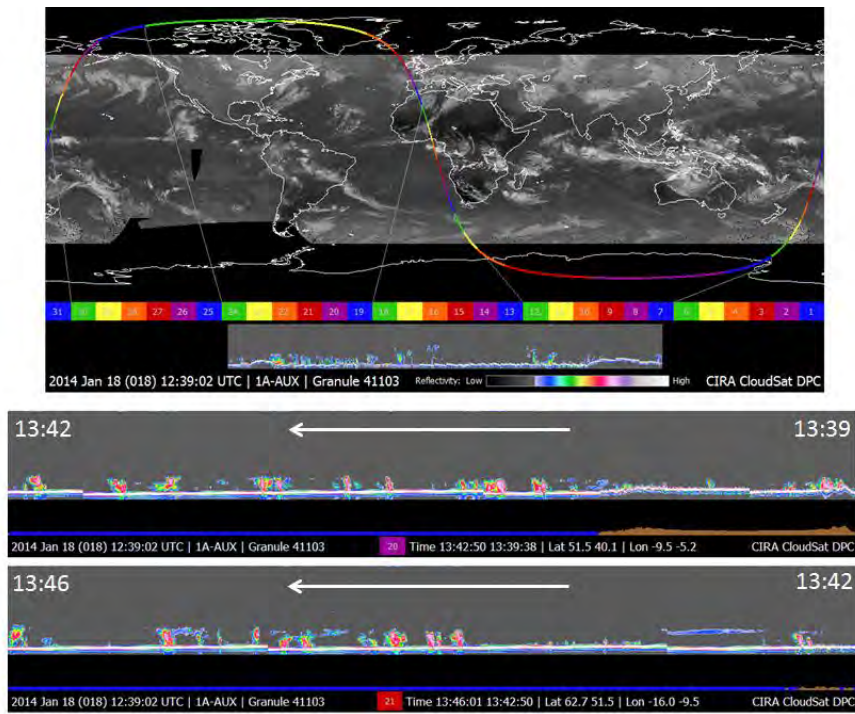 31 30 28 27 26 25 24 22 21 20 19 18 16 15 14 13 12 10 9 8 7 6 4 3 2 1
2014 Jan 18 (018) 12:39:02 UTC | 1A-AUX | Granule 41103 Reflectivity: Low High CIRA CloudSat DPC
13:42 13:39
2014 Jan 18 (018) 12:39:02 UTC | 1A-AUX | Granule 41103 20 Time 13:42:50 13:39:38 | Lat 51.5 40.1 | Lon -9.5 -5.2 CIRA CloudSat DPC
13:46 13:42
2014 Jan 18 (018) 12:39:02 UTC | 1A-AUX | Granule 41103 21 Time 13:46:01 13:42:50 | Lat 62.7 51.5 | Lon -16.0 -9.5 CIRA CloudSat DPC